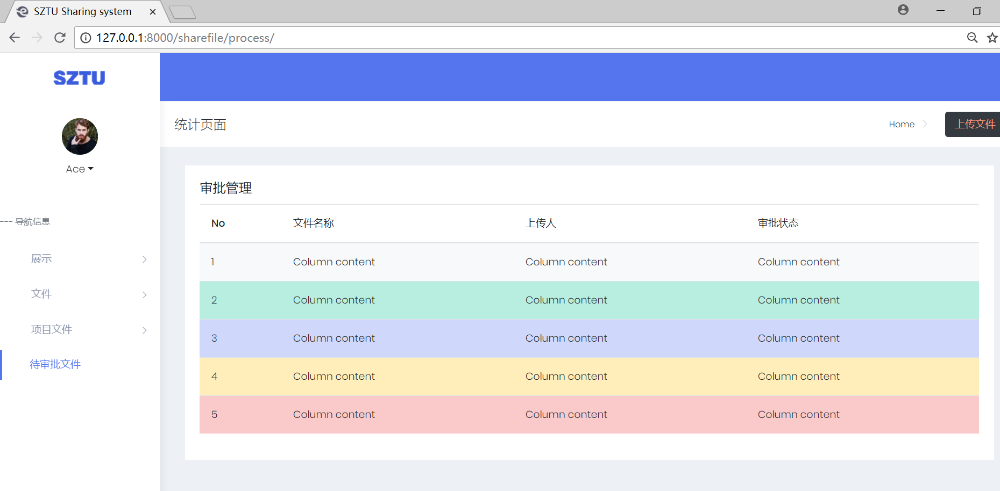 SZTU Sharing system
127.0.0.1:8000/sharefile/process/
SZTU
Ace
--- 导航信息
展示
文件
项目文件
待审批文件
统计页面
Home
上传文件
审批管理
No 文件名称 上传人 审批状态
1 Column content Column content Column content
2 Column content Column content Column content
3 Column content Column content Column content
4 Column content Column content Column content
5 Column content Column content Column content